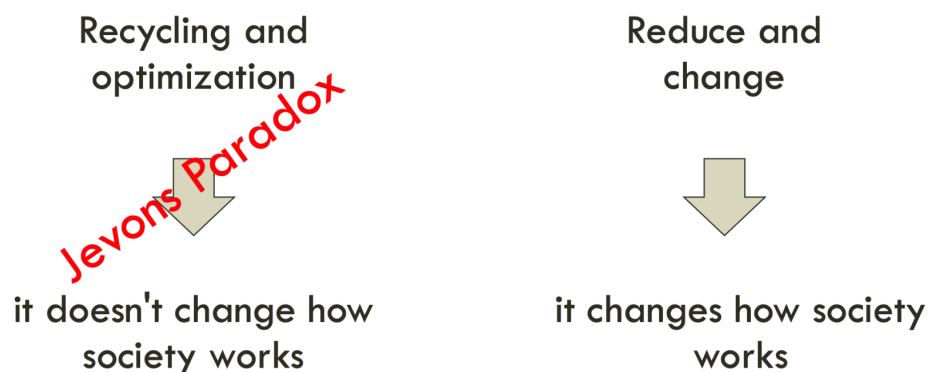 Recycling and
optimization
Jevons Paradox
it doesn't change how
society works
Reduce and
change
it changes how society
works